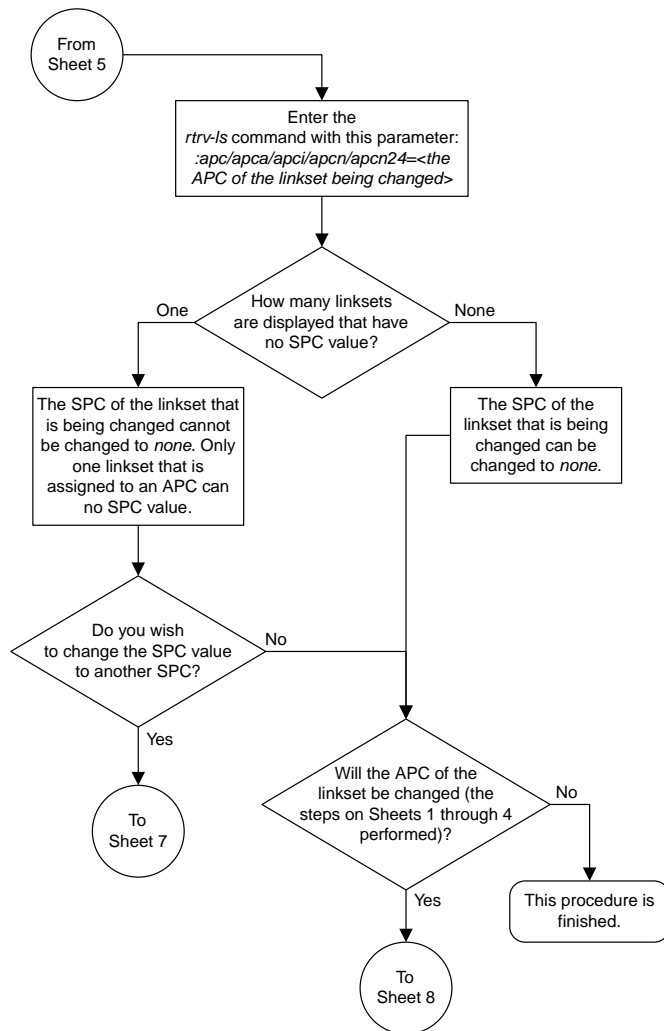 From
Sheet 5
Enter the
rtrv-ls command with this parameter:
:apc/apca/apci/apcn/apcn24=<the
APC of the linkset being changed>
How many linksets
are displayed that have
no SPC value?
One
None
The SPC of the linkset that
is being changed cannot
be changed to none. Only
one linkset that is
assigned to an APC can
no SPC value.
The SPC of the
linkset that is being
changed can be
changed to none.
Do you wish
to change the SPC value
to another SPC?
No
Yes
To
Sheet 7
Will the APC of the
linkset be changed (the
steps on Sheets 1 through 4
performed)?
No
Yes
This procedure is
finished.
To
Sheet 8